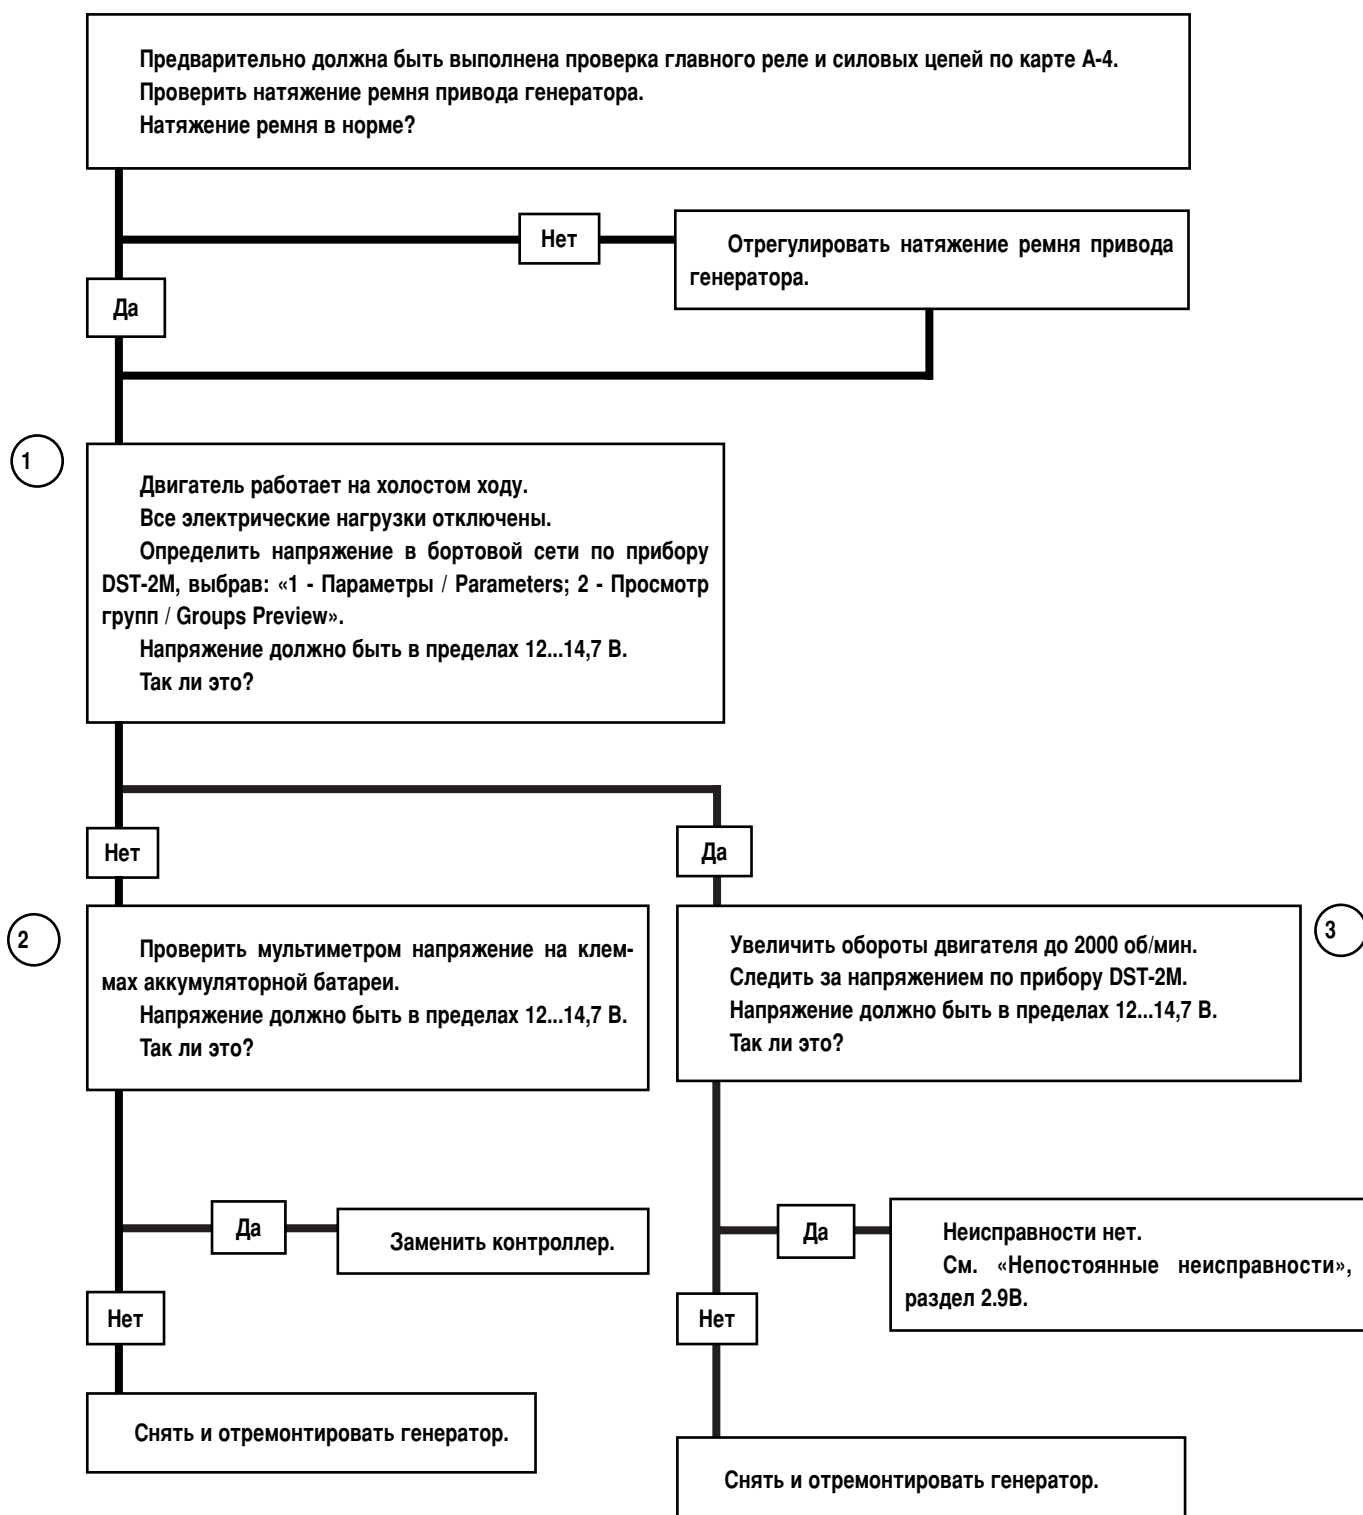 Предварительно должна быть выполнена проверка главного реле и силовых цепей по карте А-4.
Проверить натяжение ремня привода генератора.
Натяжение ремня в норме?
Нет
Отрегулировать натяжение ремня привода
генератора.
Да
1
Двигатель работает на холостом ходу.
Все электрические нагрузки отключены.
Определить напряжение в бортовой сети по прибору
DST-2M, выбрав: «1 - Параметры / Parameters; 2 - Просмотр
групп / Groups Preview».
Напряжение должно быть в пределах 12...14,7 В.
Так ли это?
Нет
Да
2
Проверить мультиметром напряжение на клем-
мах аккумуляторной батареи.
Напряжение должно быть в пределах 12...14,7 В.
Так ли это?
3
Увеличить обороты двигателя до 2000 об/мин.
Следить за напряжением по прибору DST-2M.
Напряжение должно быть в пределах 12...14,7 В.
Так ли это?
Да
Заменить контроллер.
Да
Неисправности нет.
См. «Непостоянные неисправности»,
раздел 2.9В.
Нет
Нет
Снять и отремонтировать генератор.
Снять и отремонтировать генератор.